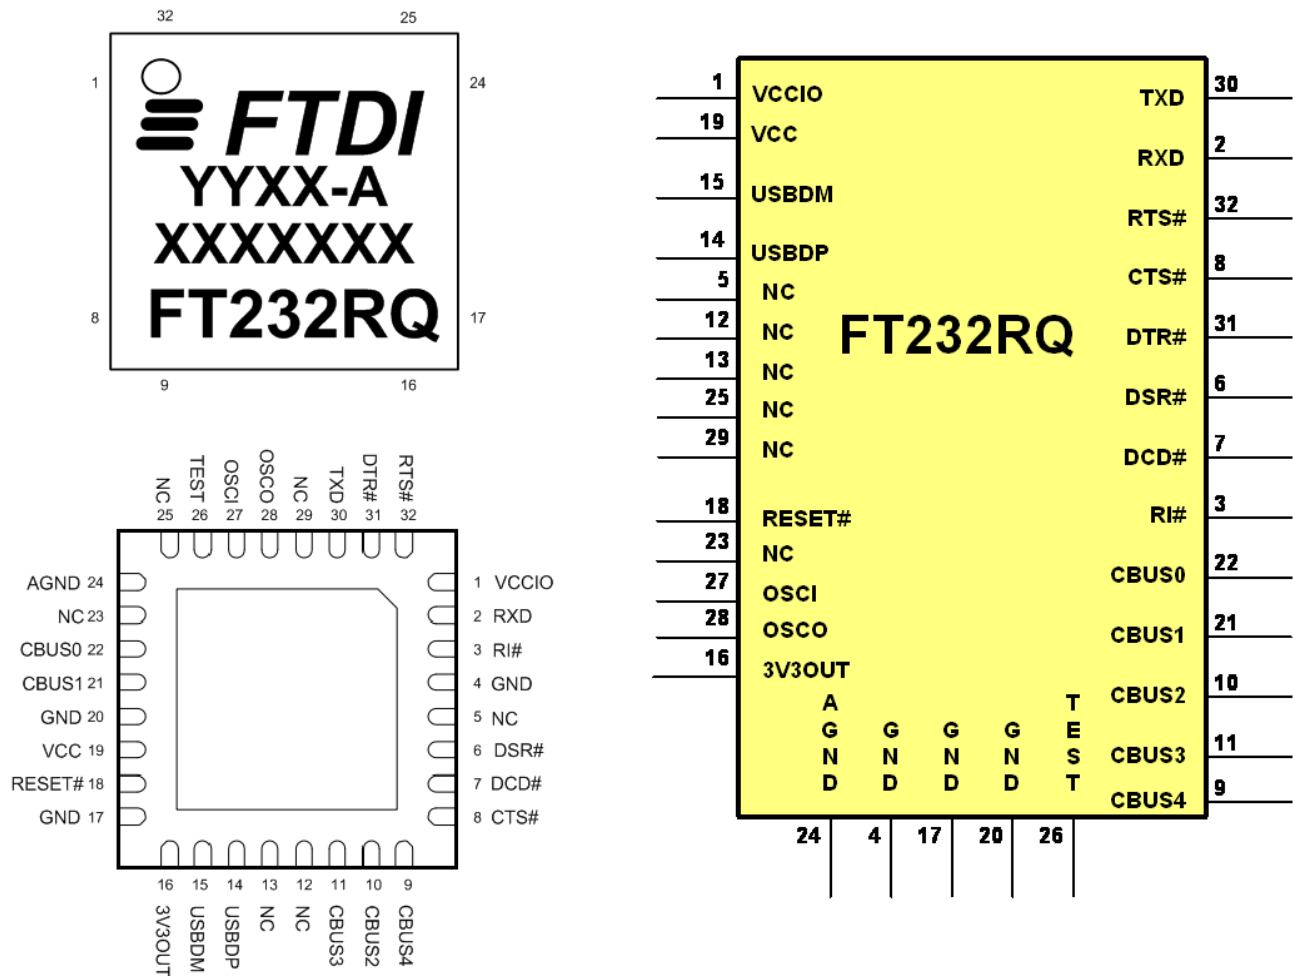 32 25
1 24
FTDI
YYXX-A
XXXXXXX
FT232RQ
8 17
9 16
NC TEST OSCI OSCO NC TXD DTR# RTS#
25 26 27 28 29 30 31 32
AGND 24 1 VCCIO
NC 23 2 RXD
CBUS0 22 3 RI#
CBUS1 21 4 GND
GND 20 5 NC
VCC 19 6 DSR#
RESET# 18 7 DCD#
GND 17 8 CTS#
16 15 14 13 12 11 10 9
3V3OUT USBDM USBDP NC NC CBUS3 CBUS2 CBUS4
FT232RQ
1 VCCIO
19 VCC
15 USBDM
14 USBDP
5 NC
12 NC
13 NC
25 NC
29 NC
18 RESET#
23 NC
27 OSCI
28 OSCO
16 3V3OUT
TXD 30
RXD 2
RTS# 32
CTS# 8
DTR# 31
DSR# 6
DCD# 7
RI# 3
CBUS0 22
CBUS1 21
CBUS2 10
CBUS3 11
CBUS4 9
AGND GND GND GND TEST
24 4 17 20 26